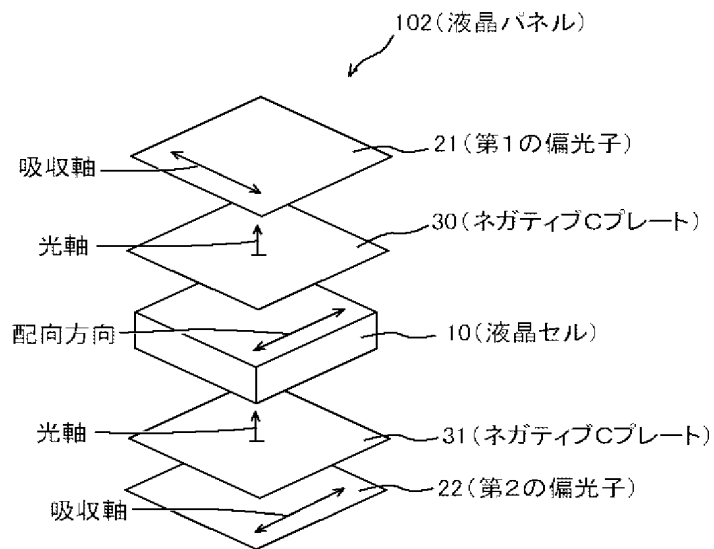 102(液晶パネル)
21(第1の偏光子)
吸収軸
30(ネガティブCプレート)
光軸
配向方向
10(液晶セル)
光軸
31(ネガティブCプレート)
22(第2の偏光子)
吸収軸